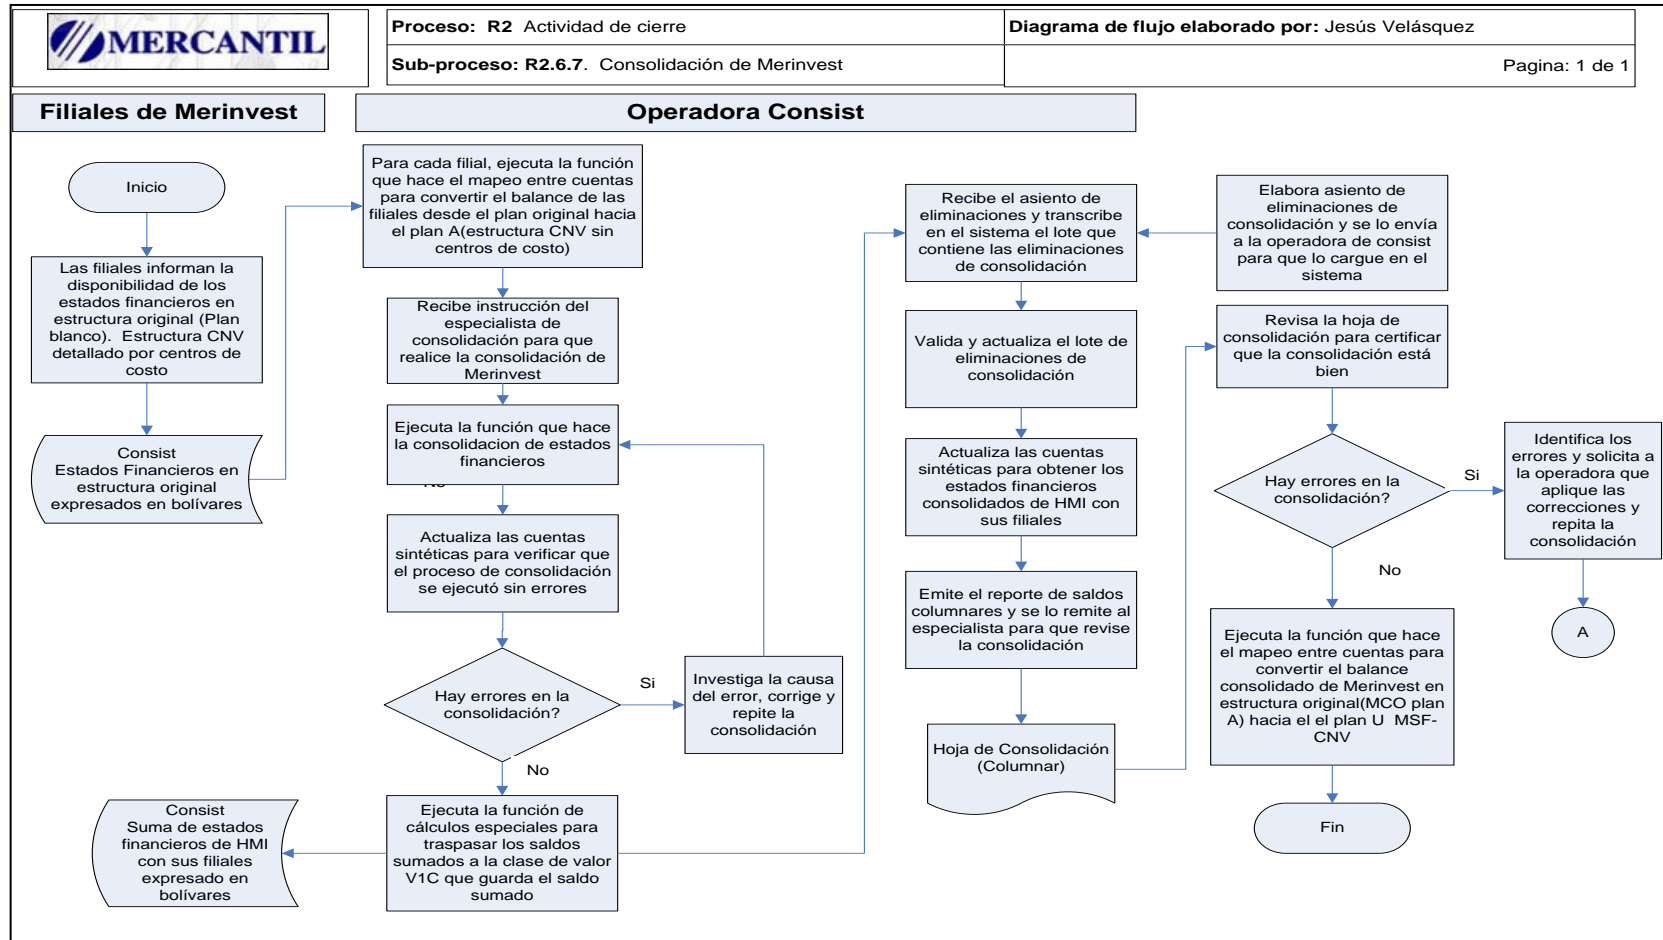 MERCANTIL
Proceso: R2 Actividad de cierre
Diagrama de flujo elaborado por: Jesús Velásquez
Sub-proceso: R2.6.7. Consolidación de Merinvest
Pagina: 1 de 1
Filiales de Merinvest
Operadora Consist
Inicio
Las filiales informan la
disponibilidad de los
estados financieros en
estructura original (Plan
blanco). Estructura CNV
detallado por centros de
costo
Consist
Estados Financieros en
estructura original
expresados en bolívares
Para cada filial, ejecuta la función
que hace el mapeo entre cuentas
para convertir el balance de las
filiales desde el plan original hacia
el plan A(estructura CNV sin
centros de costo)
Recibe instrucción del
especialista de
consolidación para que
realice la consolidación de
Merinvest
Ejecuta la función que hace
la consolidacion de estados
financieros
No
Actualiza las cuentas
sintéticas para verificar que
el proceso de consolidación
se ejecutó sin errores
Hay errores en la
consolidación?
Si
Investiga la causa
del error, corrige y
repite la
consolidación
No
Ejecuta la función de
cálculos especiales para
traspasar los saldos
sumados a la clase de valor
V1C que guarda el saldo
sumado
Consist
Suma de estados
financieros de HMI
con sus filiales
expresado en
bolívares
Recibe el asiento de
eliminaciones y transcribe
en el sistema el lote que
contiene las eliminaciones
de consolidación
Valida y actualiza el lote de
eliminaciones de
consolidación
Actualiza las cuentas
sintéticas para obtener los
estados financieros
consolidados de HMI con
sus filiales
Emite el reporte de saldos
columnares y se lo remite al
especialista para que revise
la consolidación
Hoja de Consolidación
(Columnar)
Elabora asiento de
eliminaciones de
consolidación y se lo envía
a la operadora de consist
para que lo cargue en el
sistema
Revisa la hoja de
consolidación para certificar
que la consolidación está
bien
Hay errores en la
consolidación?
Si
Identifica los
errores y solicita a
la operadora que
aplique las
correcciones y
repita la
consolidación
A
No
Ejecuta la función que hace
el mapeo entre cuentas para
convertir el balance
consolidado de Merinvest en
estructura original(MCO plan
A) hacia el el plan U MSF-
CNV
Fin